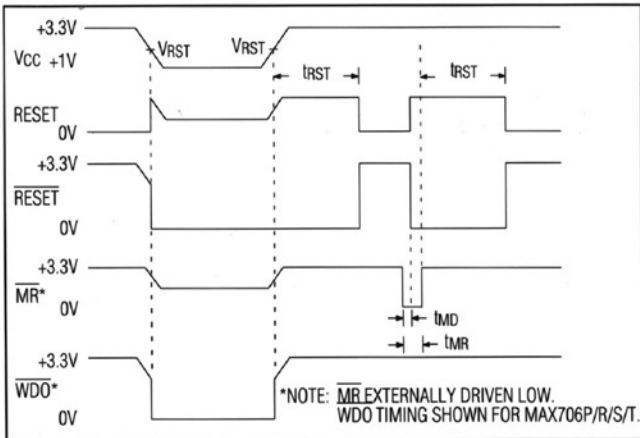 +3.3V
VCC +1V
VRST VRST
tRST tRST
RESET
0V
+3.3V
RESET
0V
+3.3V
MR*
0V
tMD
tMR
+3.3V
WDO*
0V
*NOTE: MR EXTERNALLY DRIVEN LOW.
WDO TIMING SHOWN FOR MAX706P/R/S/T.